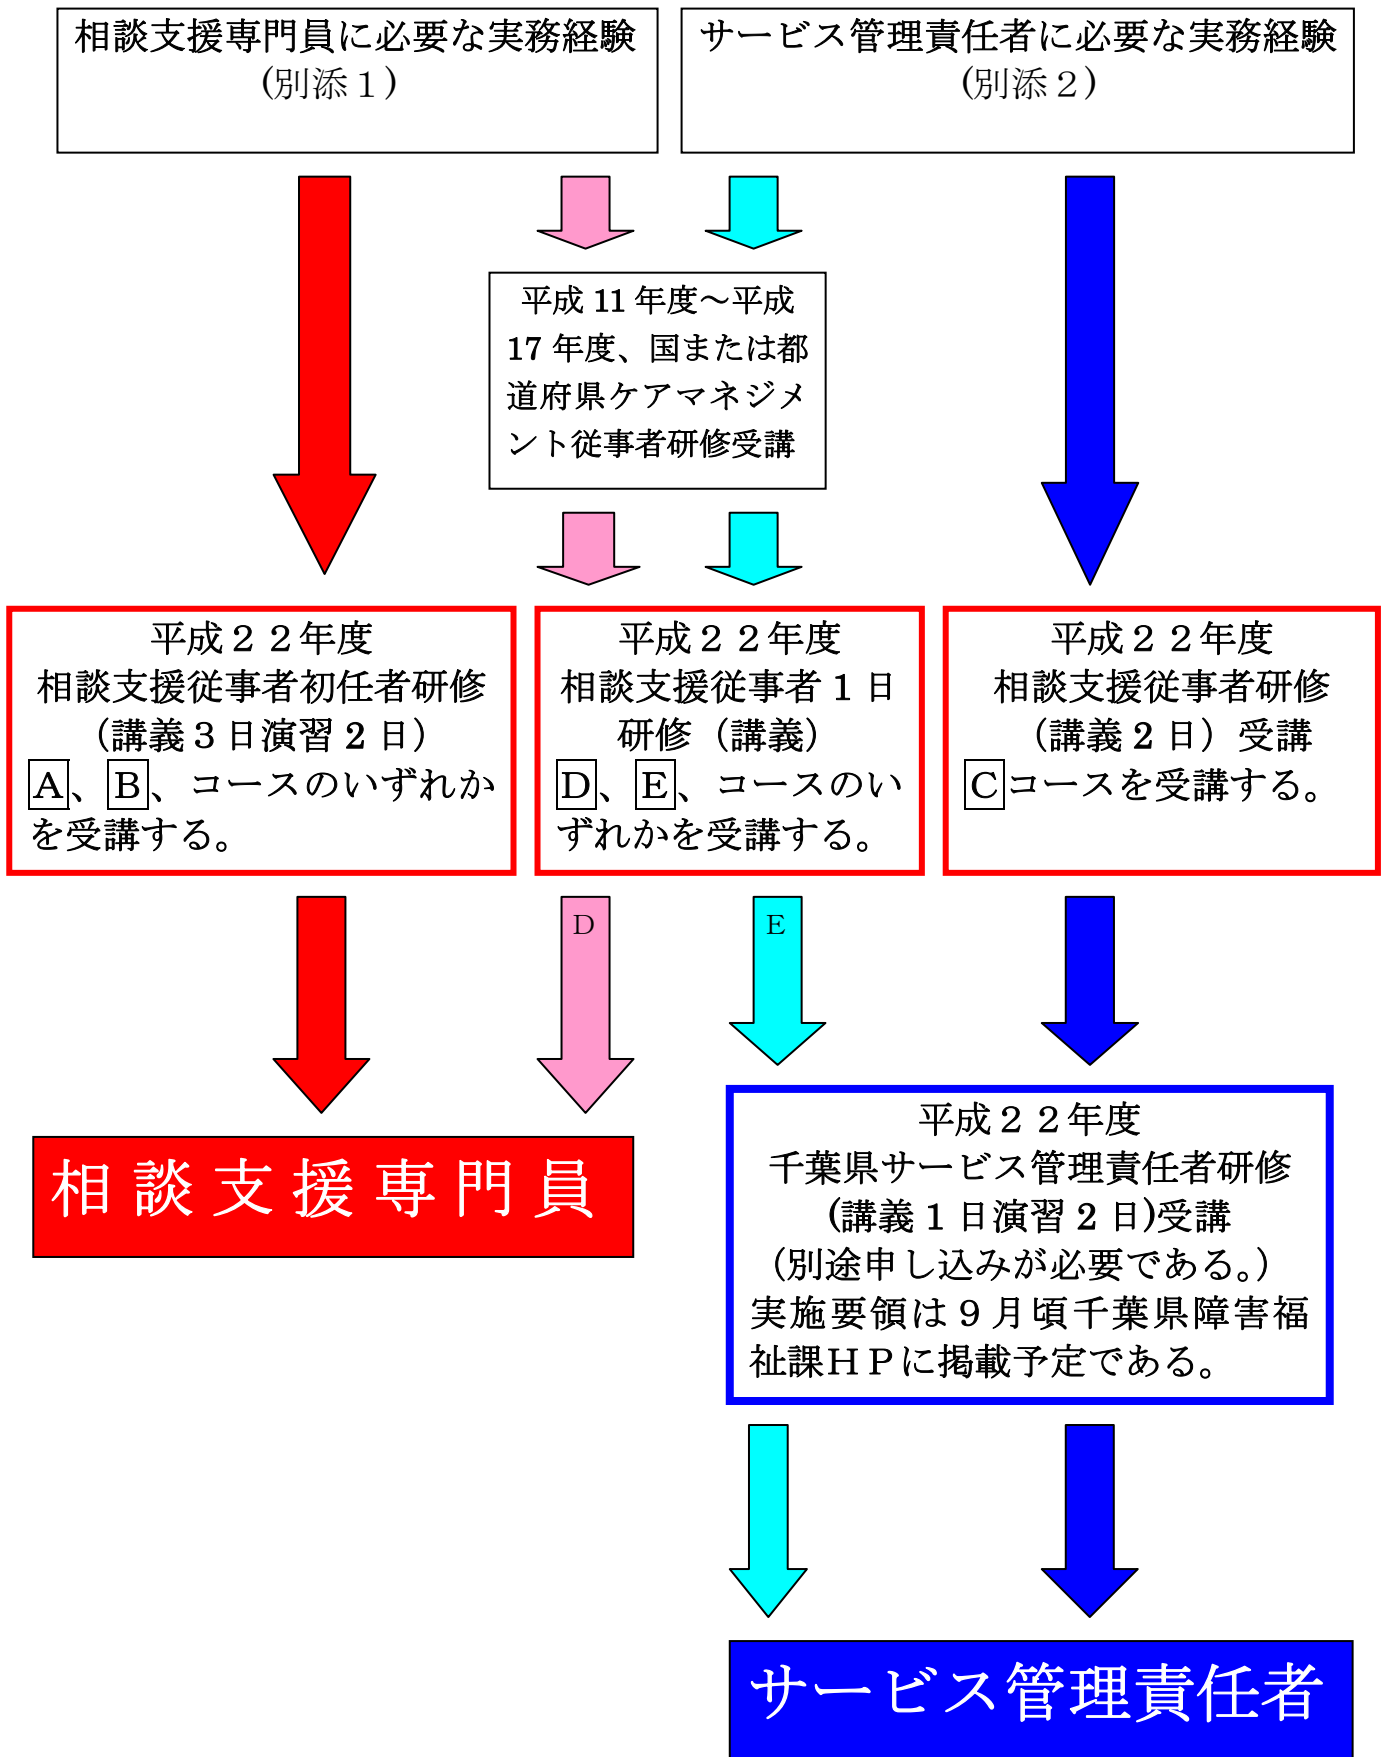 相談支援専門員に必要な実務経験
(別添１)
サービス管理責任者に必要な実務経験
(別添２)
平成 11 年度～平成
17 年度、国または都
道府県ケアマネジメ
ント従事者研修受講
平成２２年度
相談支援従事者初任者研修
（講義３日演習 2 日）
A、B、コースのいずれか
を受講する。
平成２２年度
相談支援従事者 1 日
研修（講義）
D、E、コースのい
ずれかを受講する。
平成２２年度
相談支援従事者研修
（講義 2 日）受講
Cコースを受講する。
D
E
相談支援専門員
平成２２年度
千葉県サービス管理責任者研修
(講義 1 日演習 2 日)受講
（別途申し込みが必要である。）
実施要領は９月頃千葉県障害福
祉課ＨＰに掲載予定である。
サービス管理責任者